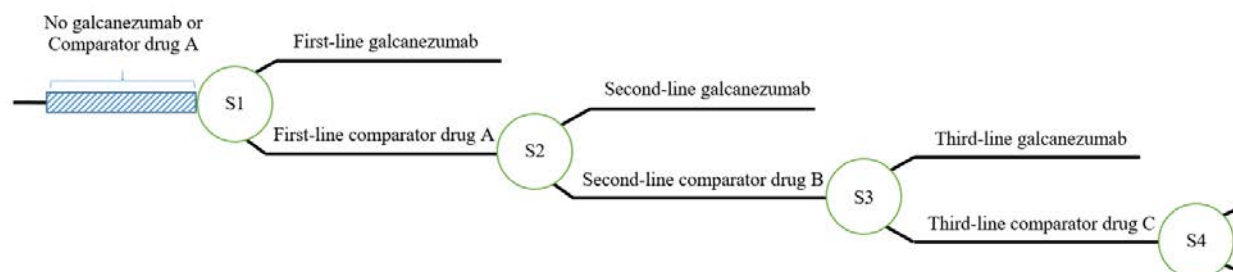 No galcanezumab or
Comparator drug A
First-line galcanezumab
S1
First-line comparator drug A
Second-line galcanezumab
S2
Second-line comparator drug B
Third-line galcanezumab
S3
Third-line comparator drug C
S4